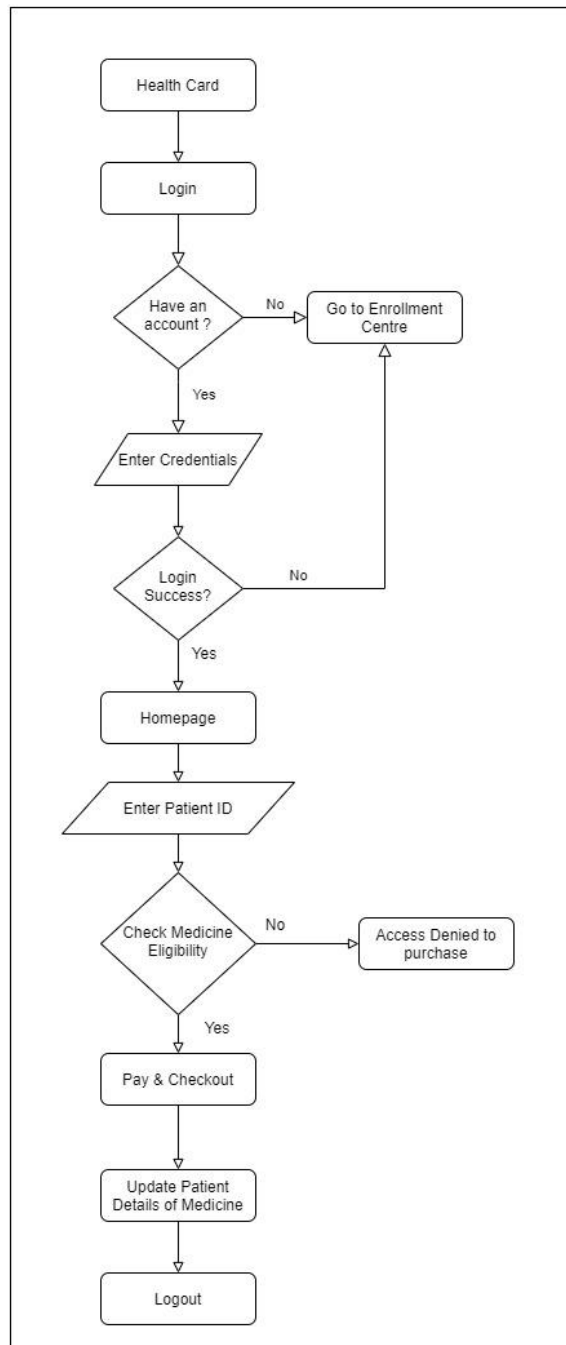 Health Card
Login
Have an
account ?
No
Go to Enrollment
Centre
Yes
Enter Credentials
Login
Success?
No
Yes
Homepage
Enter Patient ID
Check Medicine
Eligibility
No
Access Denied to
purchase
Yes
Pay & Checkout
Update Patient
Details of Medicine
Logout